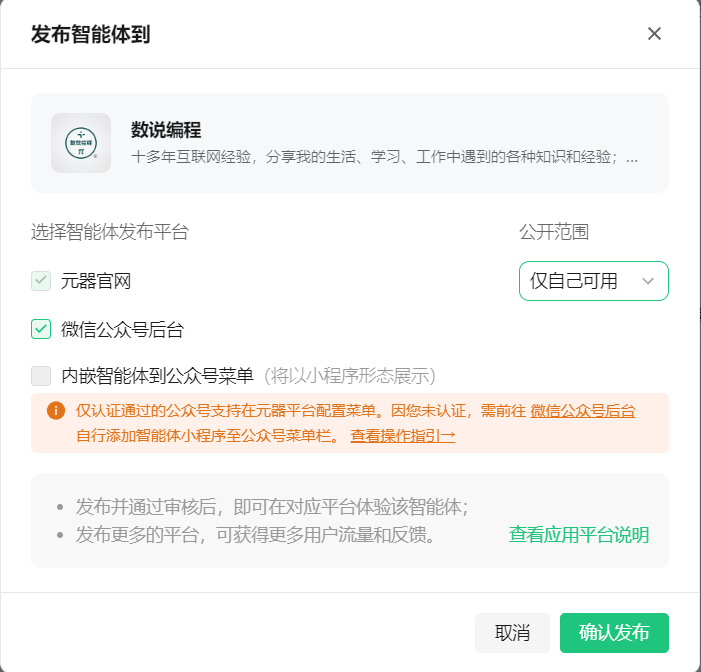 发布智能体到
数说编程
十多年互联网经验，分享我的生活、学习、工作中遇到的各种知识和经验；...
选择智能体发布平台
公开范围
元器官网
仅自己可用
微信公众号后台
内嵌智能体到公众号菜单（将以小程序形态展示）
仅认证通过的公众号支持在元器平台配置菜单。因您未认证，需前往 微信公众号后台
自行添加智能体小程序至公众号菜单栏。 查看操作指引→
发布并通过审核后，即可在对应平台体验该智能体；
发布更多的平台，可获得更多用户流量和反馈。
查看应用平台说明
取消
确认发布